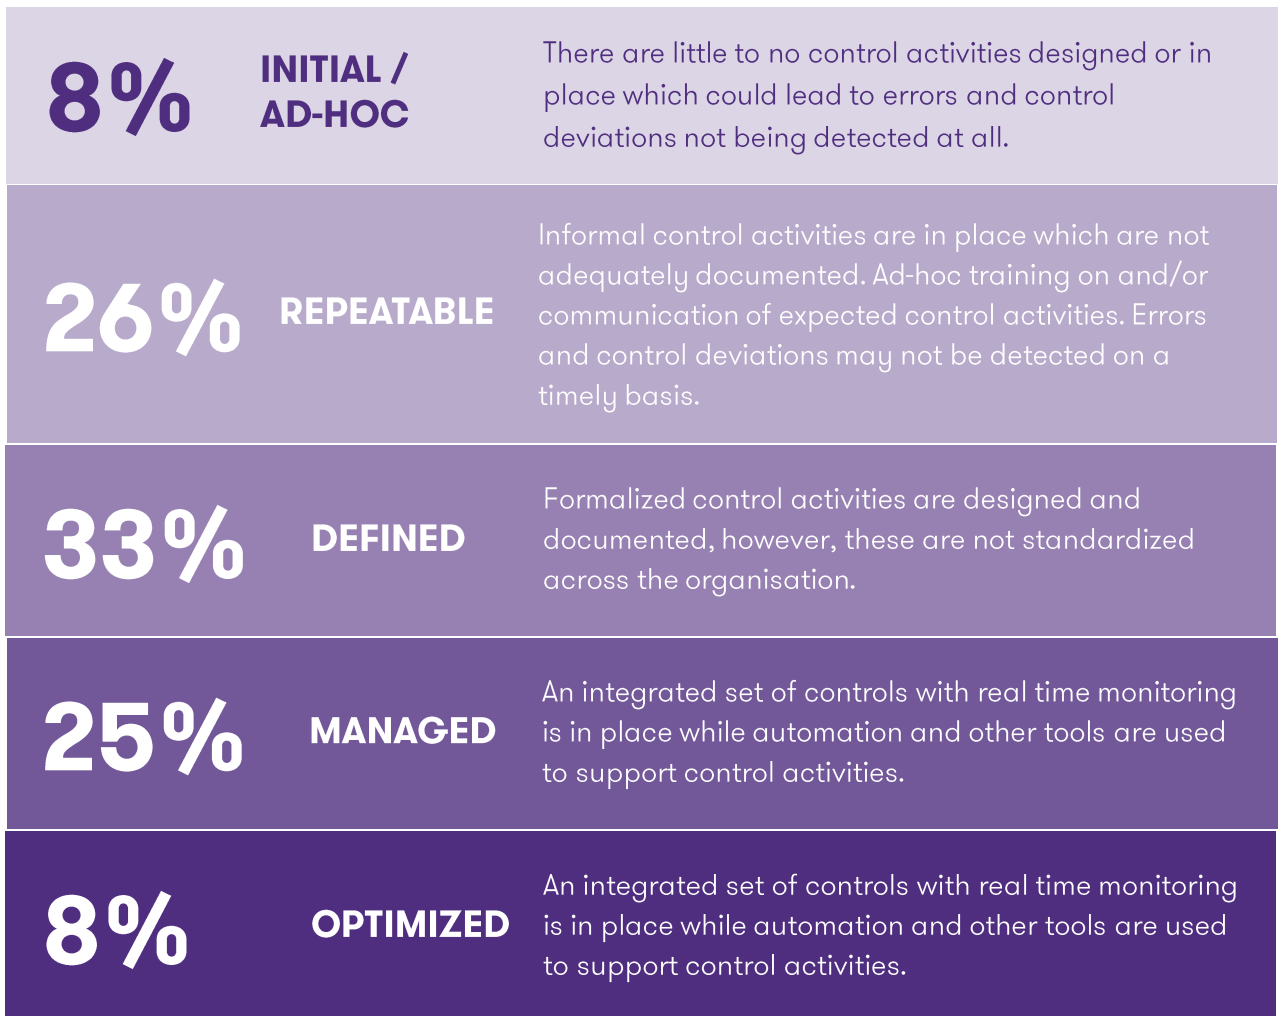 8%
INITIAL /
AD-HOC
There are little to no control activities designed or in
place which could lead to errors and control
deviations not being detected at all.
26%
REPEATABLE
Informal control activities are in place which are not
adequately documented. Ad-hoc training on and/or
communication of expected control activities. Errors
and control deviations may not be detected on a
timely basis.
33%
DEFINED
Formalized control activities are designed and
documented, however, these are not standardized
across the organisation.
25%
MANAGED
An integrated set of controls with real time monitoring
is in place while automation and other tools are used
to support control activities.
8%
OPTIMIZED
An integrated set of controls with real time monitoring
is in place while automation and other tools are used
to support control activities.